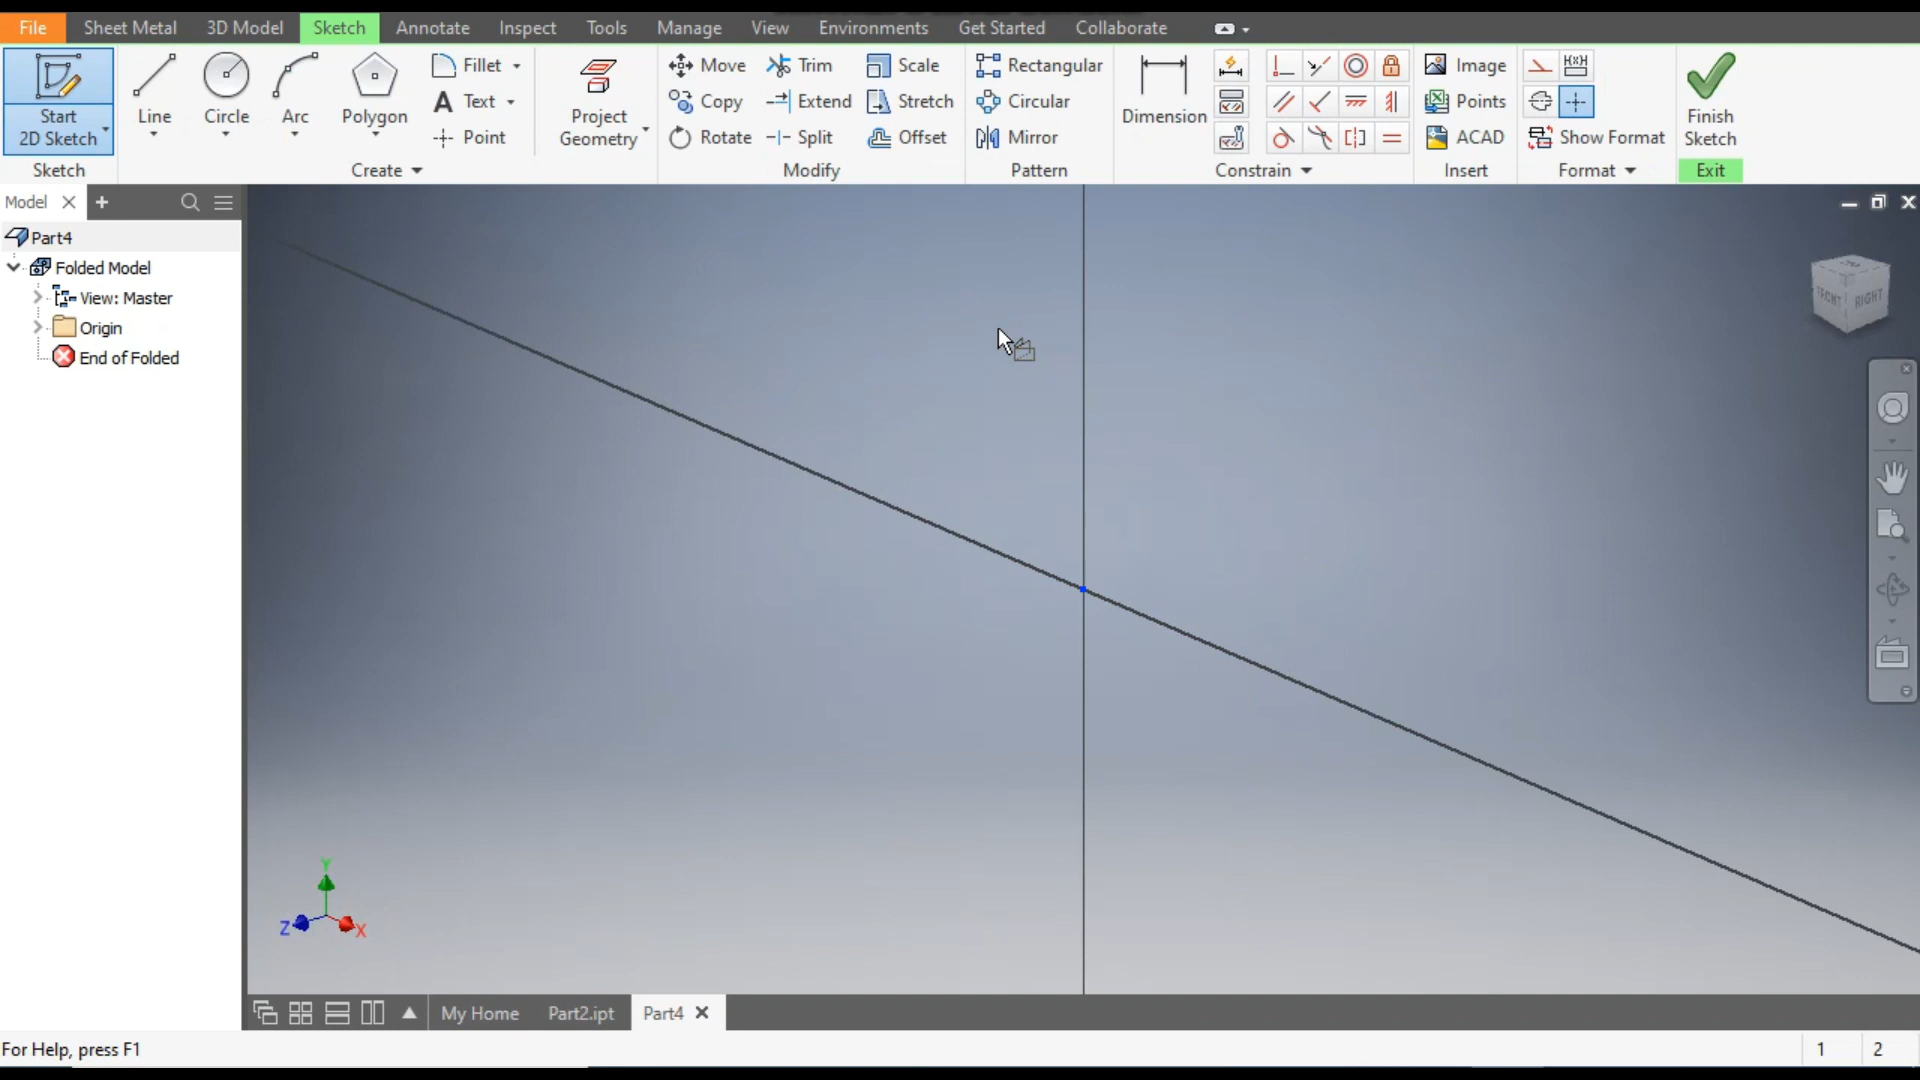 File Sheet Metal 3D Model Sketch Annotate Inspect Tools Manage View Environments Get Started Collaborate
Start
2D Sketch
Line
Circle
Arc
Polygon
Fillet
Text
Point
Project
Geometry
Move
Copy
Rotate
Trim
Extend
Split
Scale
Stretch
Offset
Rectangular
Circular
Mirror
Dimension
Image
Points
ACAD
Show Format
Finish
Sketch
Sketch Create Modify Pattern Constrain Insert Format Exit
Model
Part4
Folded Model
View: Master
Origin
End of Folded
FRONT RIGHT
Y
Z X
My Home Part2.ipt Part4
For Help, press F1 1 2